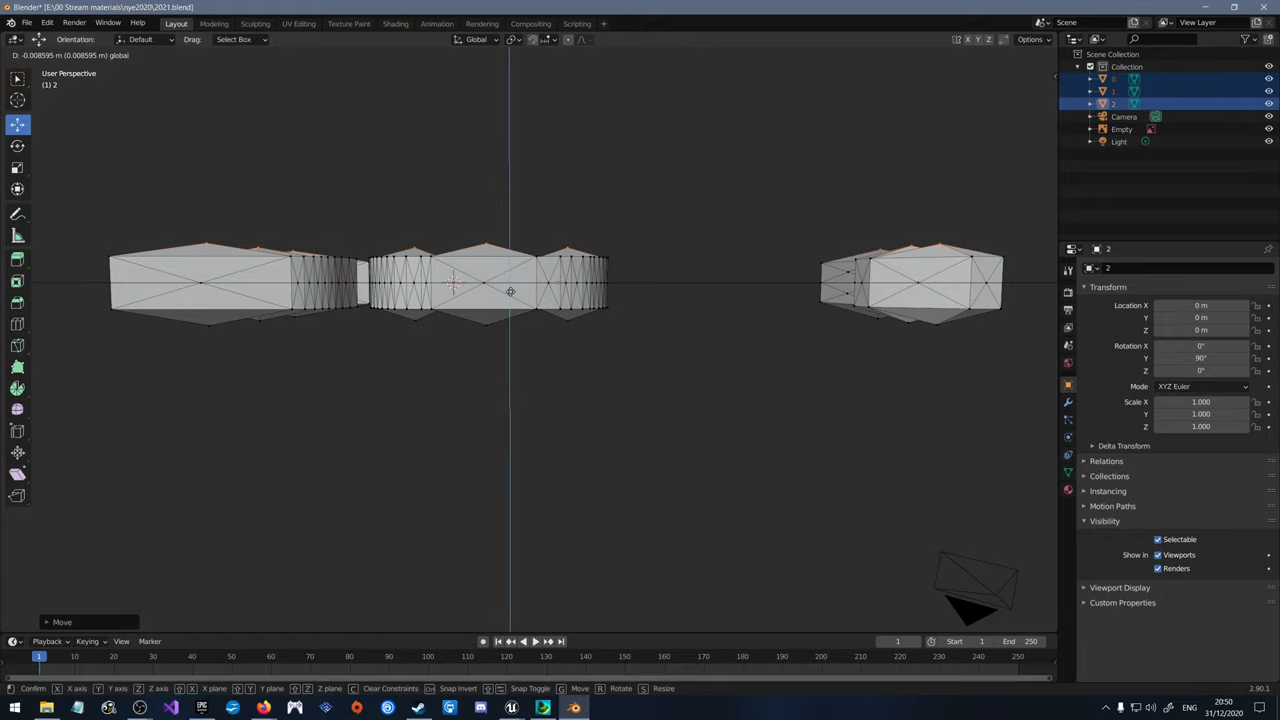 Blender* [E:\00 Stream materials\nye2020\2021.blend]
File Edit Render Window Help Layout Modeling Sculpting UV Editing Texture Paint Shading Animation Rendering Compositing Scripting + Scene View Layer
Orientation: Default Drag: Select Box Global X Y Z Options
D: -0.008595 m (0.008595 m) global
User Perspective
(1) 2
Scene Collection
Collection
0
1
2
Camera
Empty
Light
2
2
Transform
Location X 0 m
Y 0 m
Z 0 m
Rotation X 0°
Y 90°
Z 0°
Mode XYZ Euler
Scale X 1.000
Y 1.000
Z 1.000
Delta Transform
Relations
Collections
Instancing
Motion Paths
Visibility
Selectable
Show in Viewports
Renders
Viewport Display
Custom Properties
Move
Playback Keying View Marker 1 Start 1 End 250
1 10 20 30 40 50 60 70 80 90 100 110 120 130 140 150 160 170 180 190 200 210 220 230 240 250
Confirm X X axis Y Y axis Z Z axis X X plane Y Y plane Z Z plane C Clear Constraints Ctrl Snap Invert Snap Toggle G Move R Rotate S Resize 2.90.1
ENG 20:50
31/12/2020